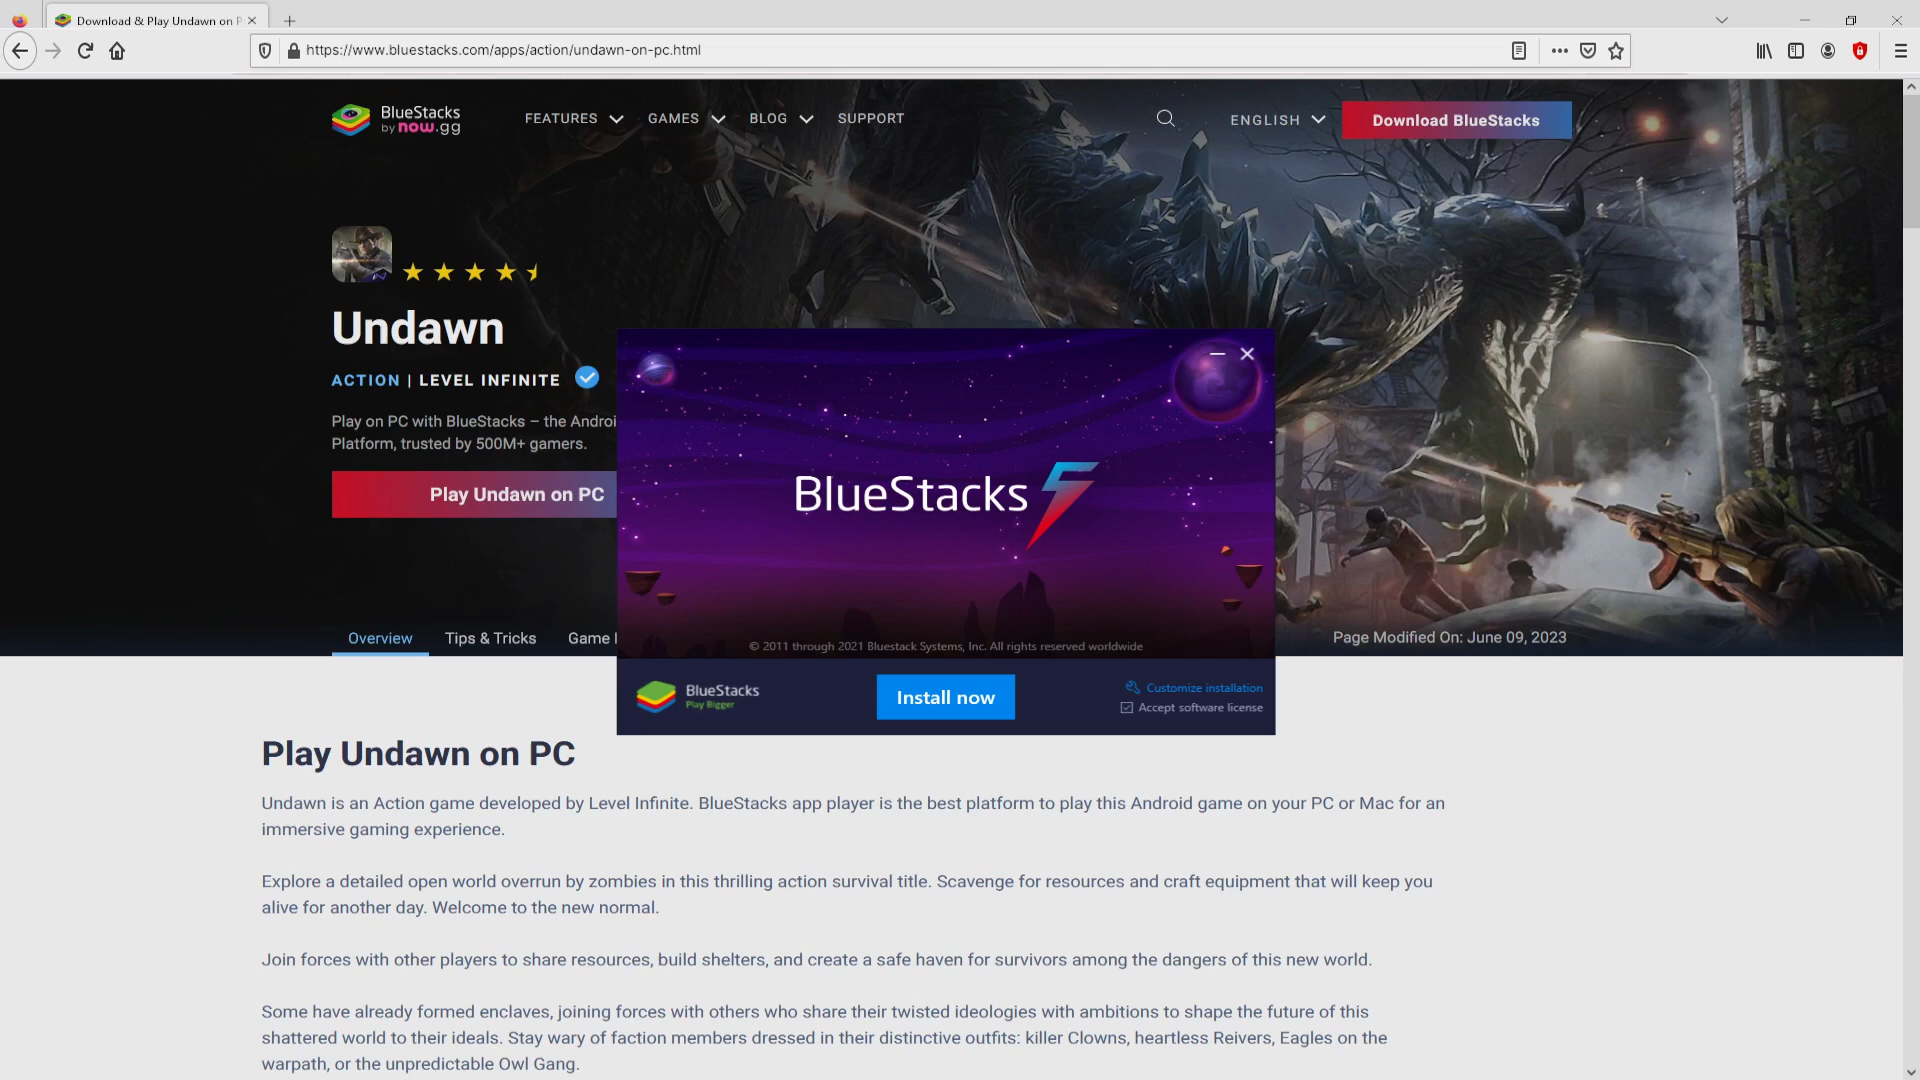 Download & Play Undawn on P
https://www.bluestacks.com/apps/action/undawn-on-pc.html
BlueStacks
by now.gg
FEATURES
GAMES
BLOG
SUPPORT
ENGLISH
Download BlueStacks
Undawn
ACTION | LEVEL INFINITE
Play on PC with BlueStacks – the Androi
Platform, trusted by 500M+ gamers.
Play Undawn on PC
BlueStacks 5
© 2011 through 2021 Bluestack Systems, Inc. All rights reserved worldwide
BlueStacks
Play Bigger
Install now
Customize installation
Accept software license
Overview
Tips & Tricks
Game
Page Modified On: June 09, 2023
Play Undawn on PC
Undawn is an Action game developed by Level Infinite. BlueStacks app player is the best platform to play this Android game on your PC or Mac for an
immersive gaming experience.
Explore a detailed open world overrun by zombies in this thrilling action survival title. Scavenge for resources and craft equipment that will keep you
alive for another day. Welcome to the new normal.
Join forces with other players to share resources, build shelters, and create a safe haven for survivors among the dangers of this new world.
Some have already formed enclaves, joining forces with others who share their twisted ideologies with ambitions to shape the future of this
shattered world to their ideals. Stay wary of faction members dressed in their distinctive outfits: killer Clowns, heartless Reivers, Eagles on the
warpath, or the unpredictable Owl Gang.